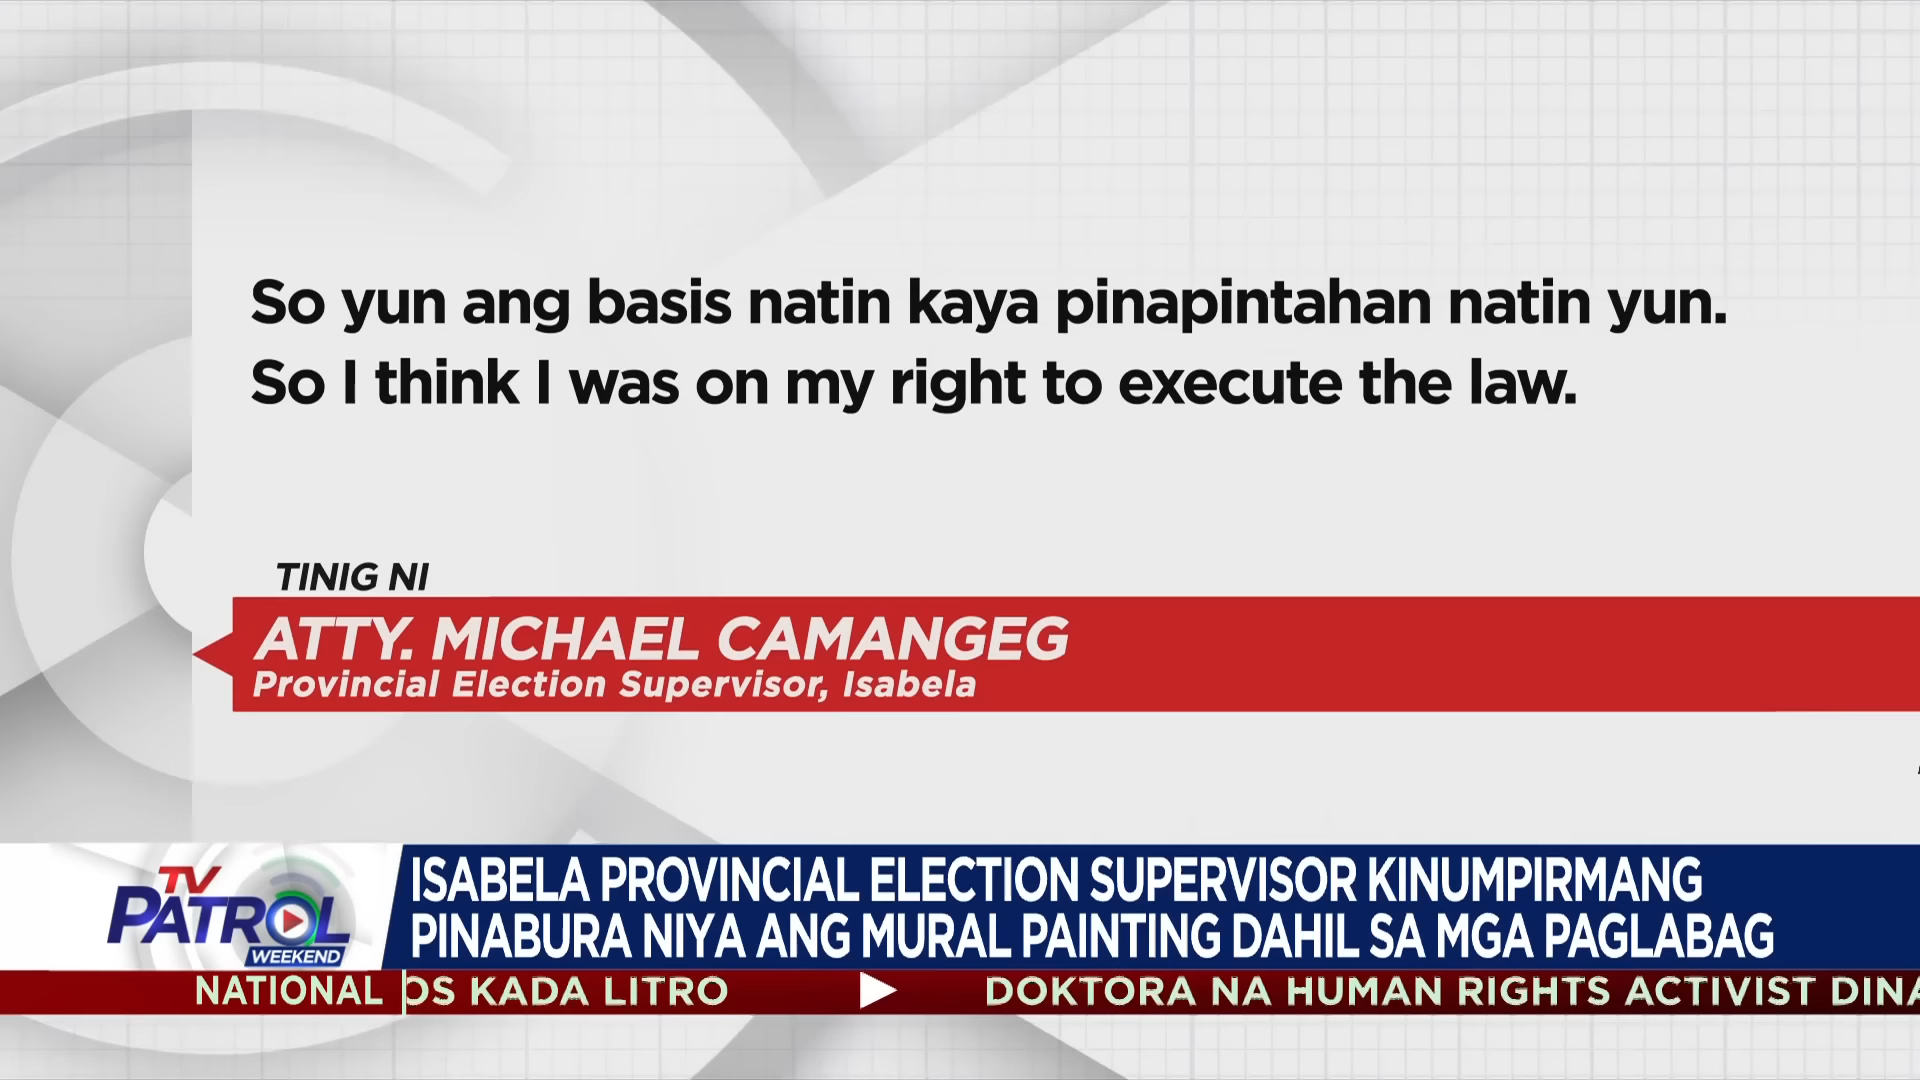 So yun ang basis natin kaya pinapintahan natin yun.
So I think I was on my right to execute the law.
TINIG NI
ATTY. MICHAEL CAMANGEG
Provincial Election Supervisor, Isabela
TV PATROL WEEKEND
ISABELA PROVINCIAL ELECTION SUPERVISOR KINUMPIRMANG
PINABURA NIYA ANG MURAL PAINTING DAHIL SA MGA PAGLABAG
NATIONAL OS KADA LITRO DOKTORA NA HUMAN RIGHTS ACTIVIST DINA